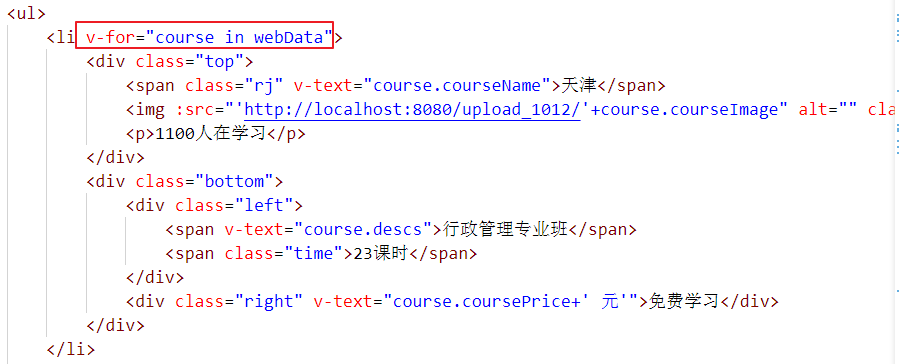 <ul>
<li v-for="course in webData">
<div class="top">
<span class="rj" v-text="course.courseName">天津</span>
<img :src="'http://localhost:8080/upload_1012/'+course.courseImage" alt="" cla
<p>1100人在学习</p>
</div>
<div class="bottom">
<div class="left">
<span v-text="course.descs">行政管理专业班</span>
<span class="time">23课时</span>
</div>
<div class="right" v-text="course.coursePrice+' 元'">免费学习</div>
</div>
</li>